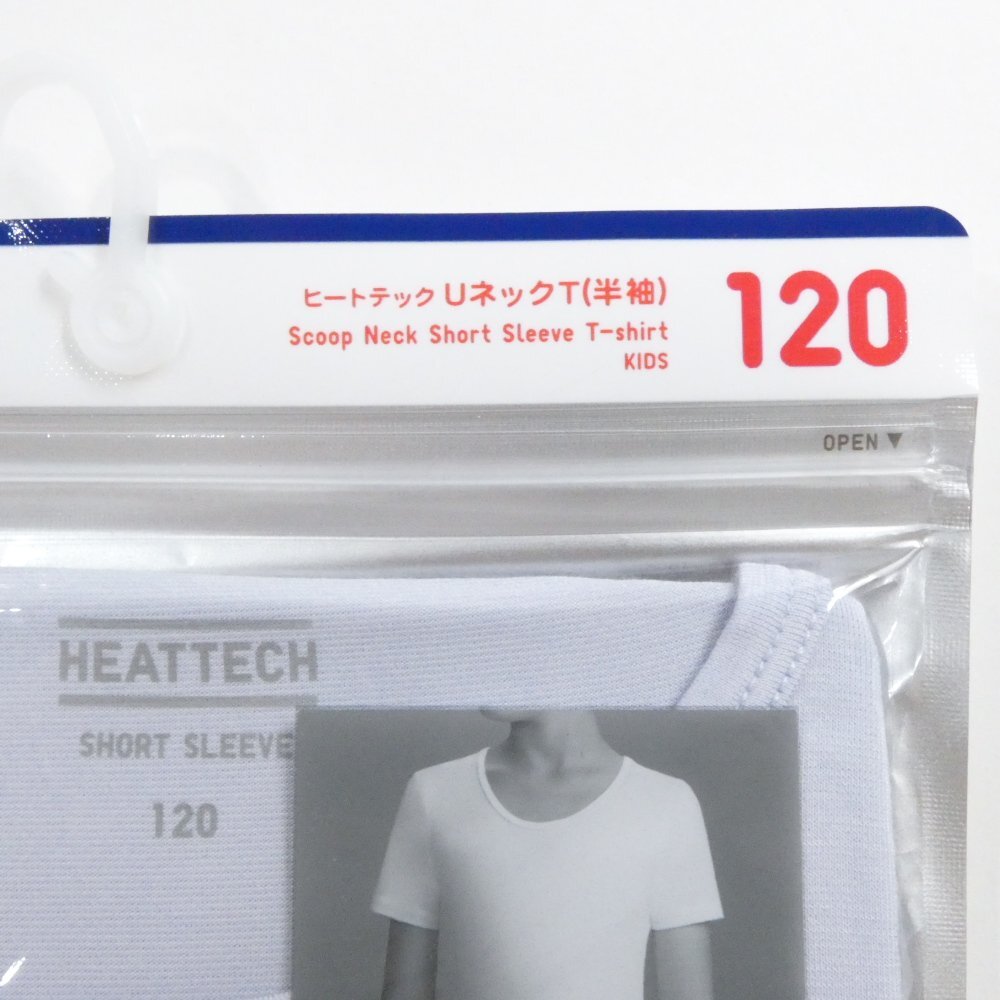 ヒートテック UネックT(半袖)
Scoop Neck Short Sleeve T-shirt
KIDS
120
OPEN ▼
HEATTECH
SHORT SLEEVE
120